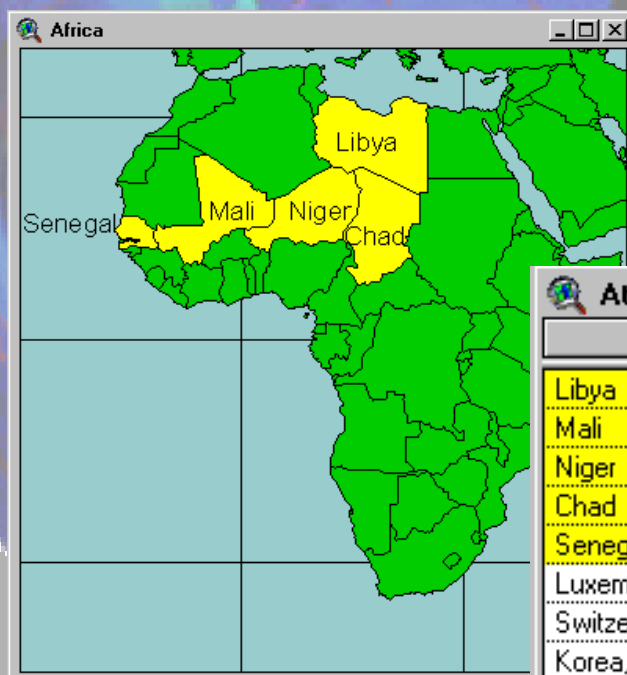 Africa
Libya
Mali
Niger
Senegal
Chad
Libya
Mali
Niger
Chad